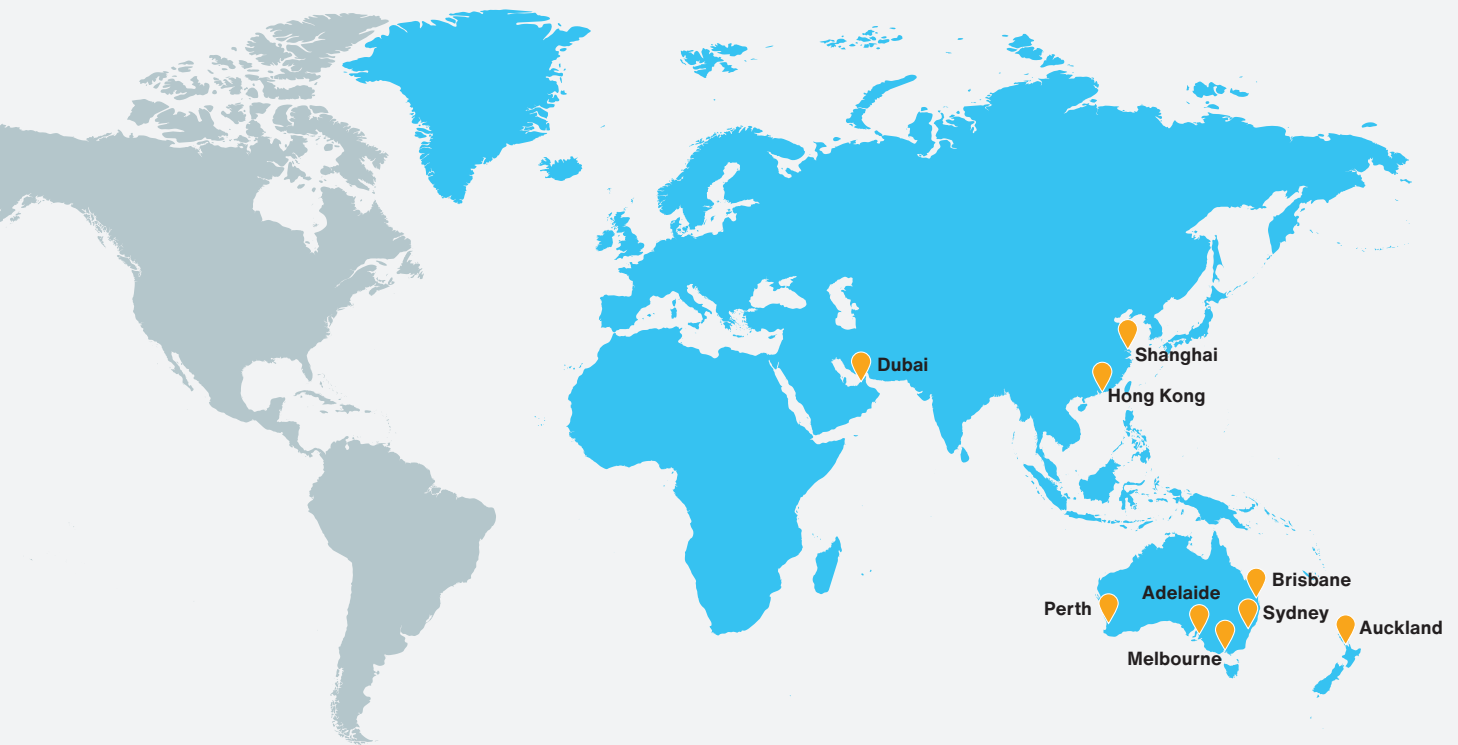 Shanghai
Dubai
Hong Kong
Brisbane
Adelaide
Perth
Sydney
Auckland
Melbourne